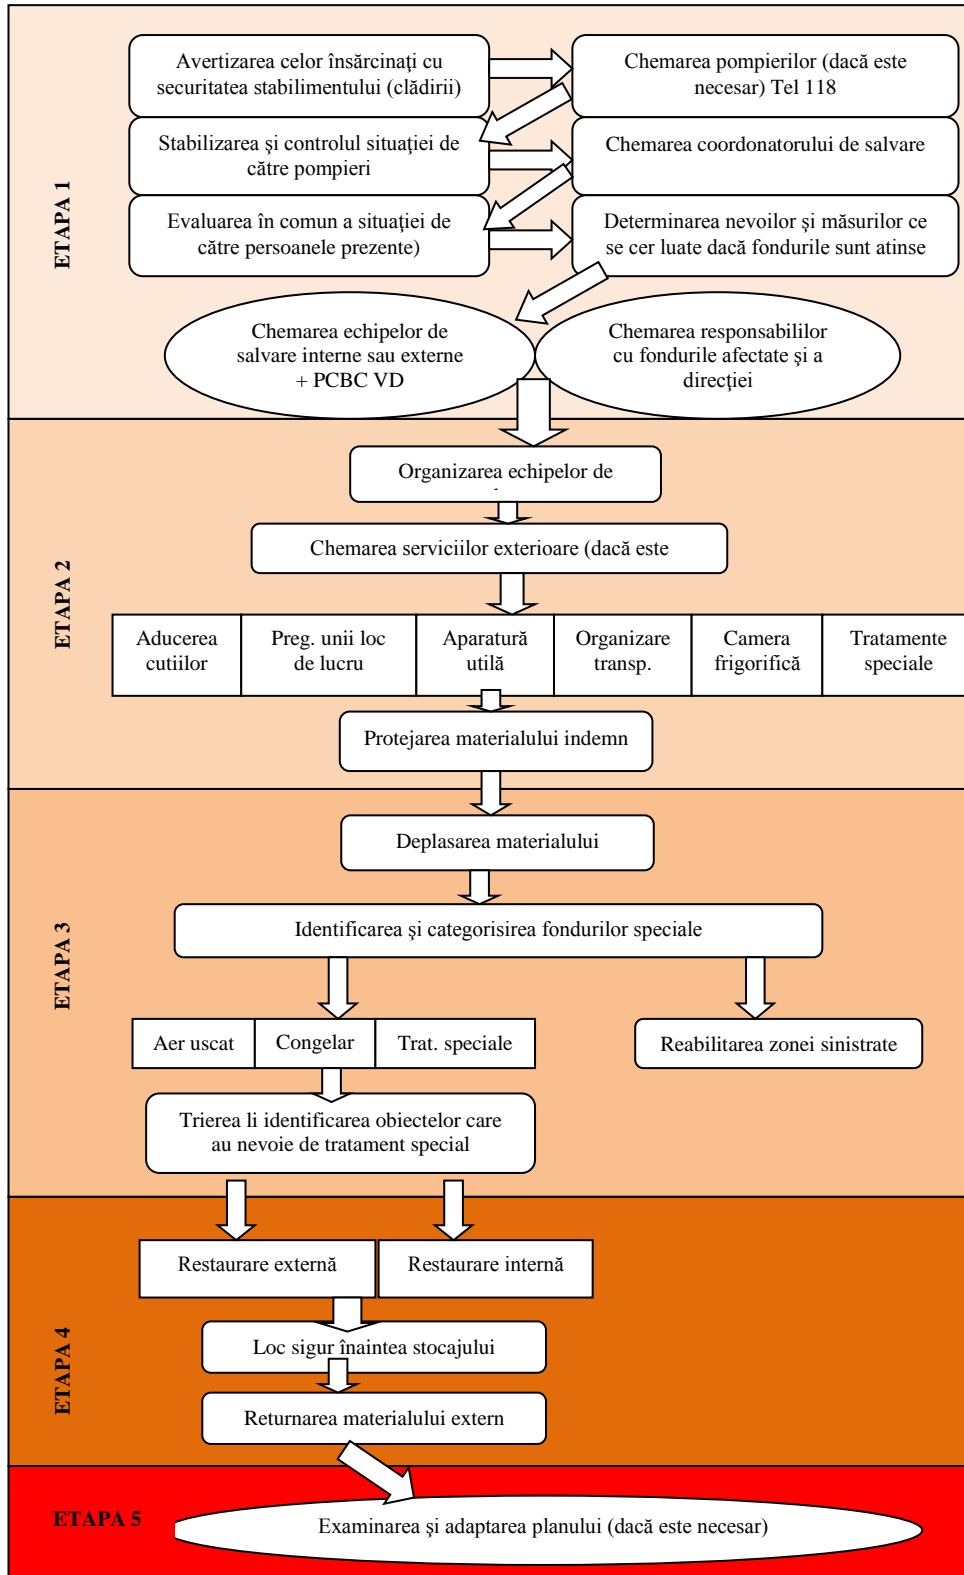 ETAPA 1
Avertizarea celor însărcinaţi cu
securitatea stabilimentului (clădirii)
Chemarea pompierilor (dacă este
necesar) Tel 118
Stabilizarea şi controlul situaţiei de
către pompieri
Chemarea coordonatorului de salvare
Evaluarea în comun a situaţiei de
către persoanele prezente)
Determinarea nevoilor şi măsurilor ce
se cer luate dacă fondurile sunt atinse
Chemarea echipelor de
salvare interne sau externe
+ PCBC VD
Chemarea responsabililor
cu fondurile afectate şi a
direcţiei
ETAPA 2
Organizarea echipelor de
Chemarea serviciilor exterioare (dacă este
Aducerea
cutiilor
Preg. unii loc
de lucru
Aparatură
utilă
Organizare
transp.
Camera
frigorifică
Tratamente
speciale
Protejarea materialului indemn
ETAPA 3
Deplasarea materialului
Identificarea şi categorisirea fondurilor speciale
Aer uscat
Congelar
Trat. speciale
Reabilitarea zonei sinistrate
Trierea li identificarea obiectelor care
au nevoie de tratament special
ETAPA 4
Restaurare externă
Restaurare internă
Loc sigur înaintea stocajului
Returnarea materialului extern
ETAPA 5
Examinarea şi adaptarea planului (dacă este necesar)